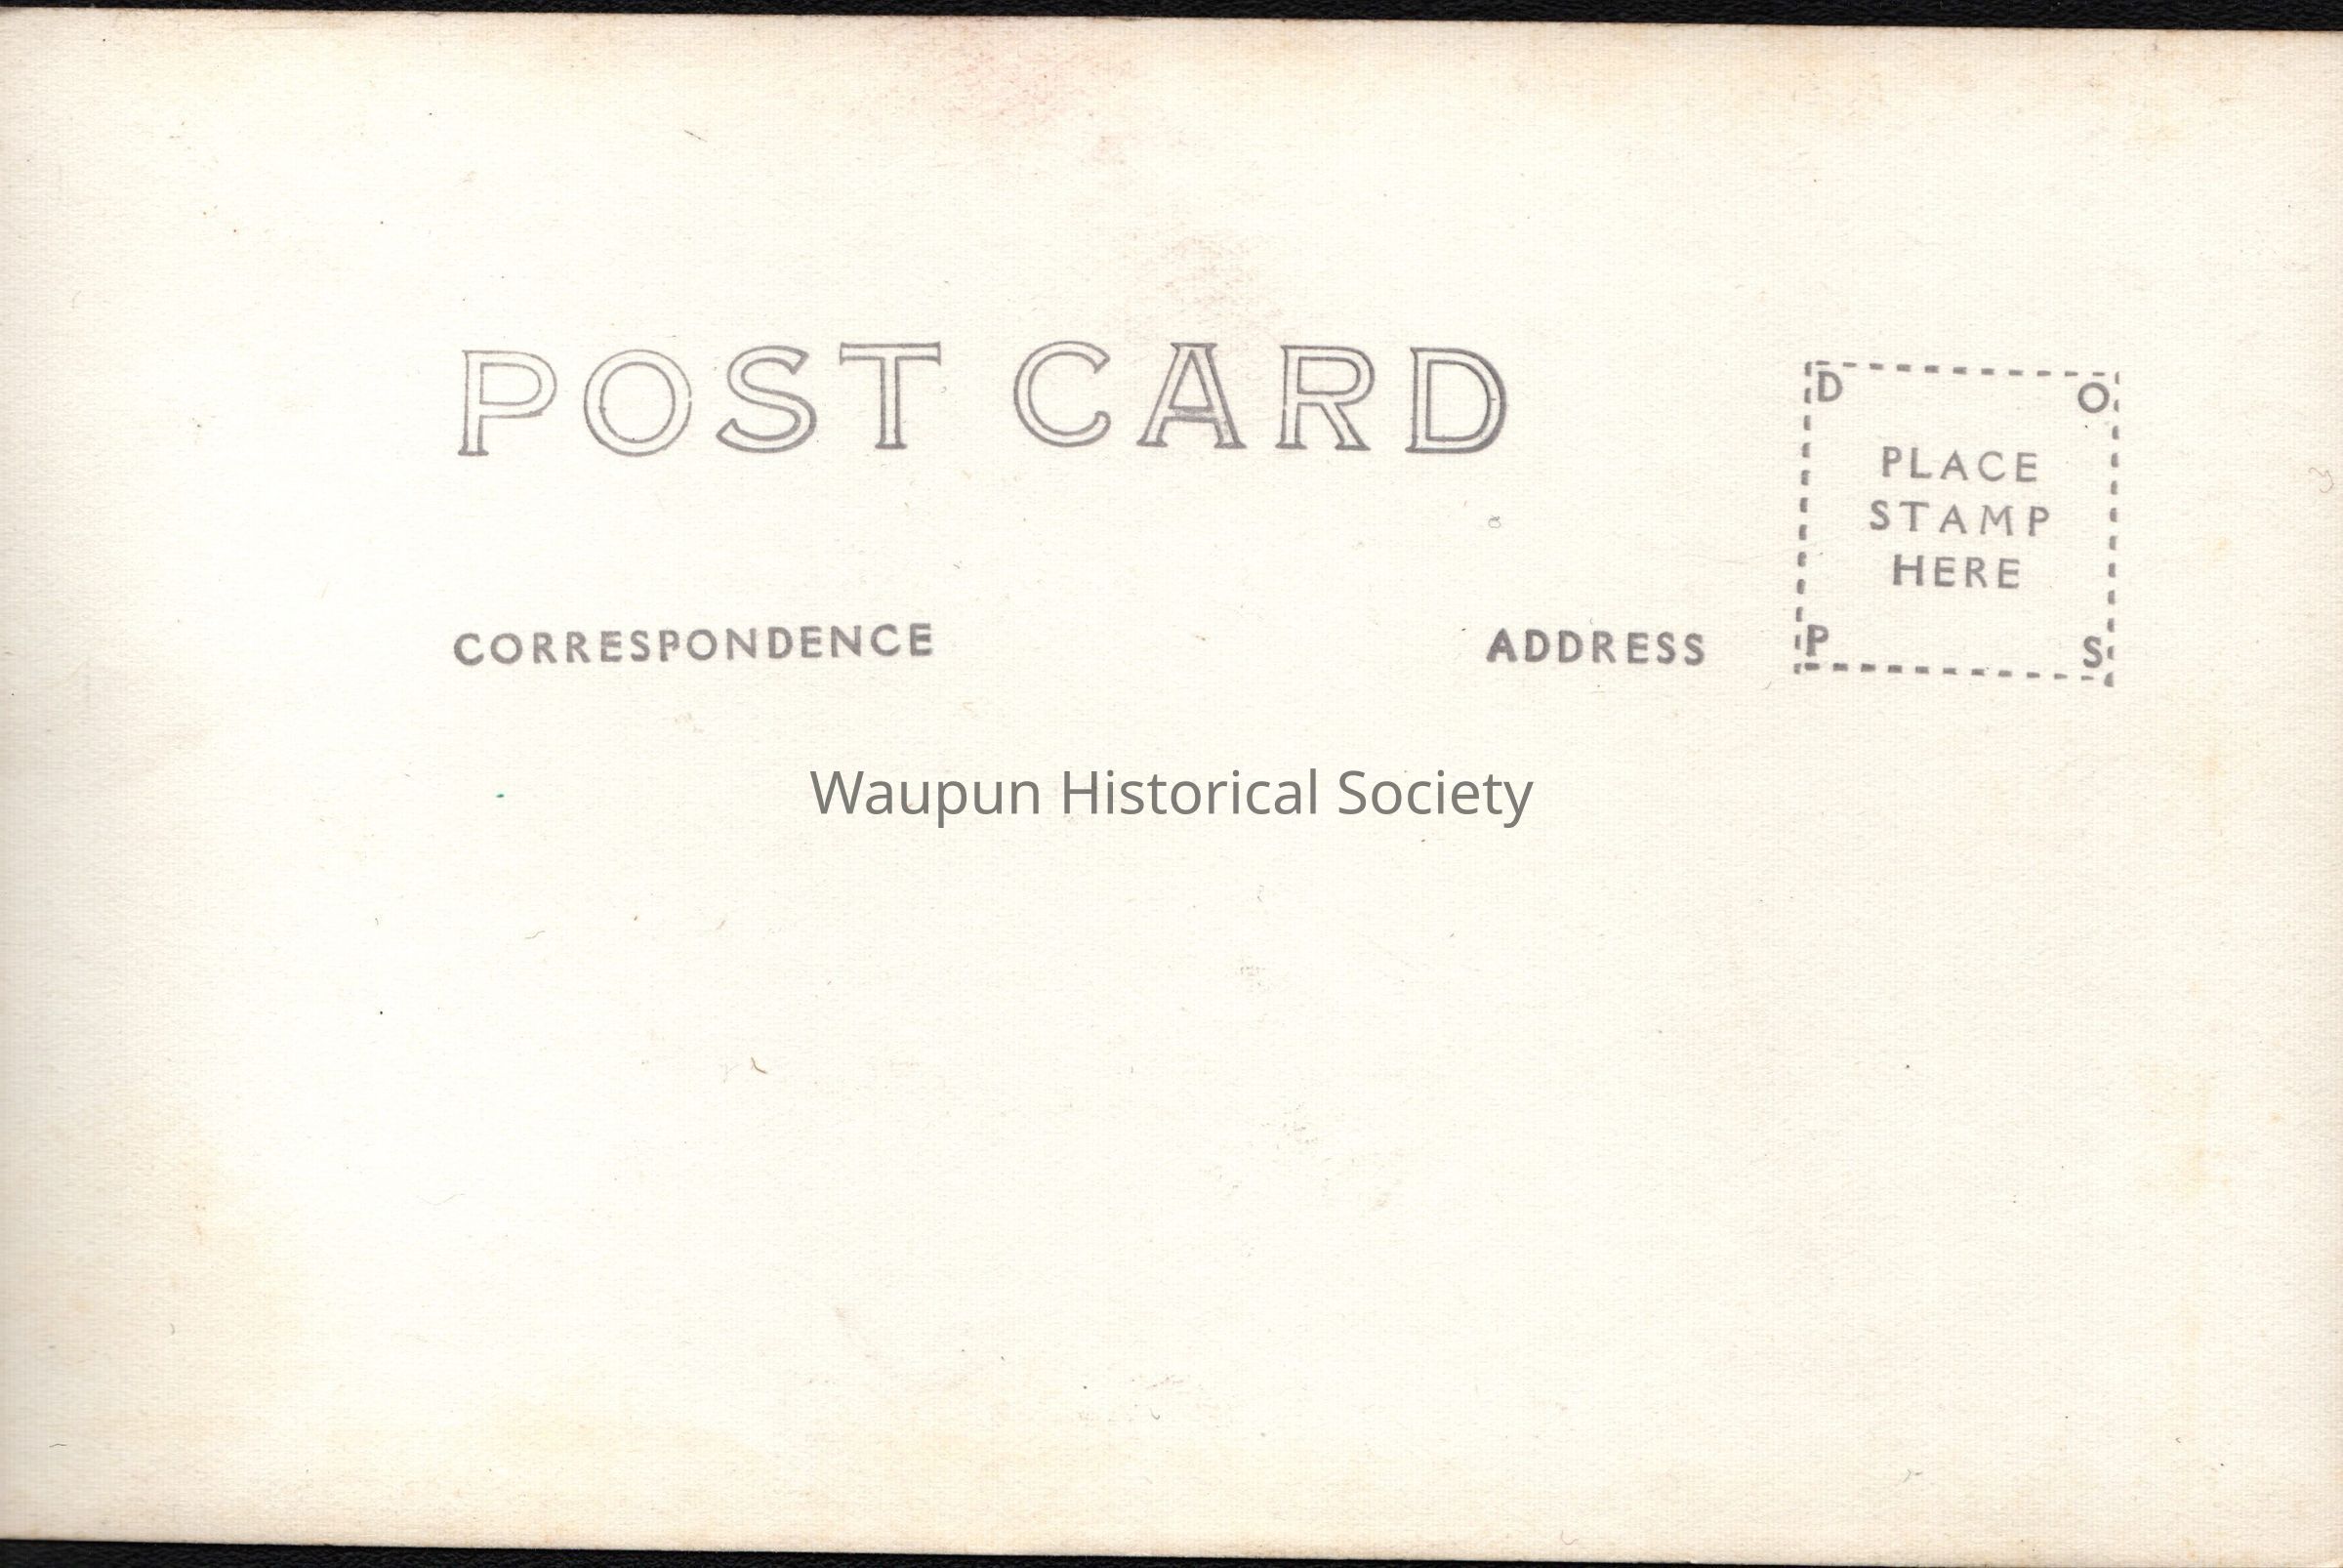 POST CARD
D O
PLACE
STAMP
HERE
P S
CORRESPONDENCE
ADDRESS
Waupun Historical Society